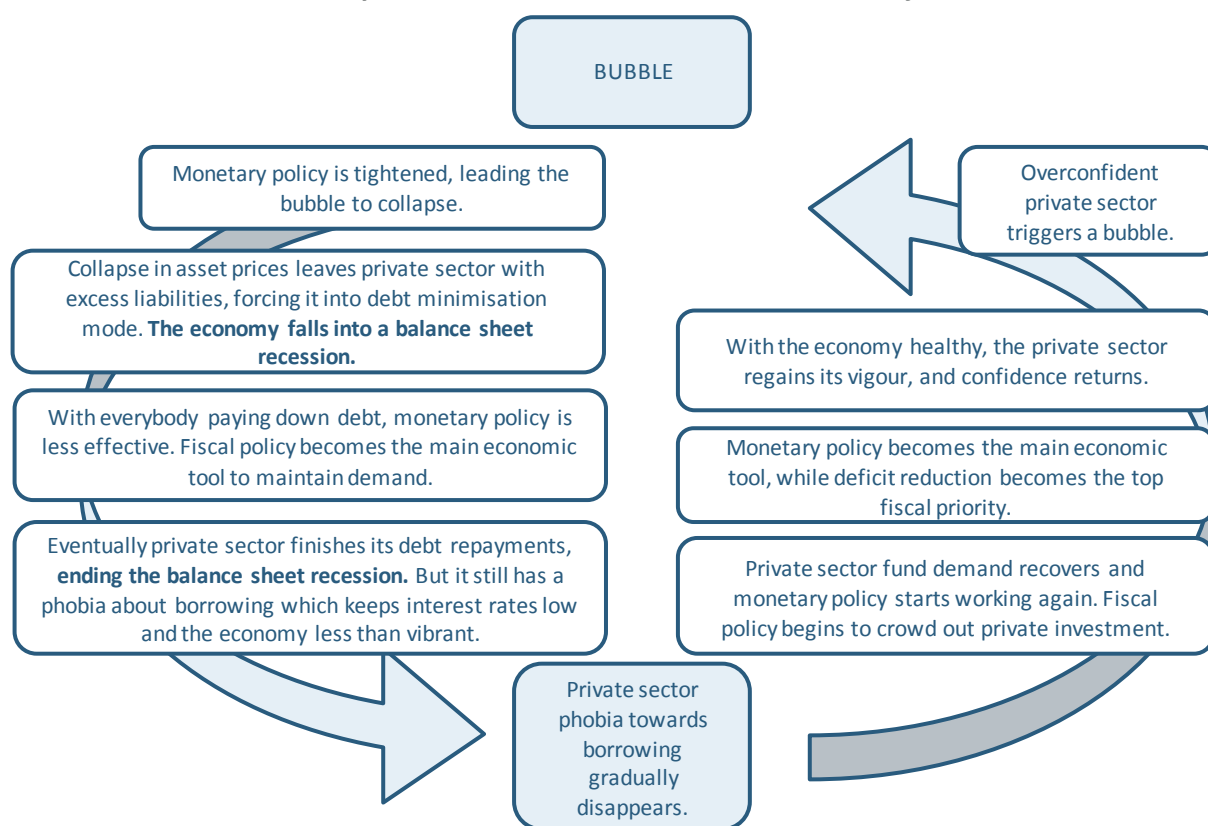 BUBBLE
Monetary policy is tightened, leading the
bubble to collapse.
Collapse in asset prices leaves private sector with
excess liabilities, forcing it into debt minimisation
mode. The economy falls into a balance sheet
recession.
With everybody paying down debt, monetary policy is
less effective. Fiscal policy becomes the main economic
tool to maintain demand.
Eventually private sector finishes its debt repayments,
ending the balance sheet recession. But it still has a
phobia about borrowing which keeps interest rates low
and the economy less than vibrant.
Private sector
phobia towards
borrowing
gradually
disappears.
Private sector fund demand recovers and
monetary policy starts working again. Fiscal
policy begins to crowd out private investment.
Monetary policy becomes the main economic
tool, while deficit reduction becomes the top
fiscal priority.
With the economy healthy, the private sector
regains its vigour, and confidence returns.
Overconfident
private sector
triggers a bubble.